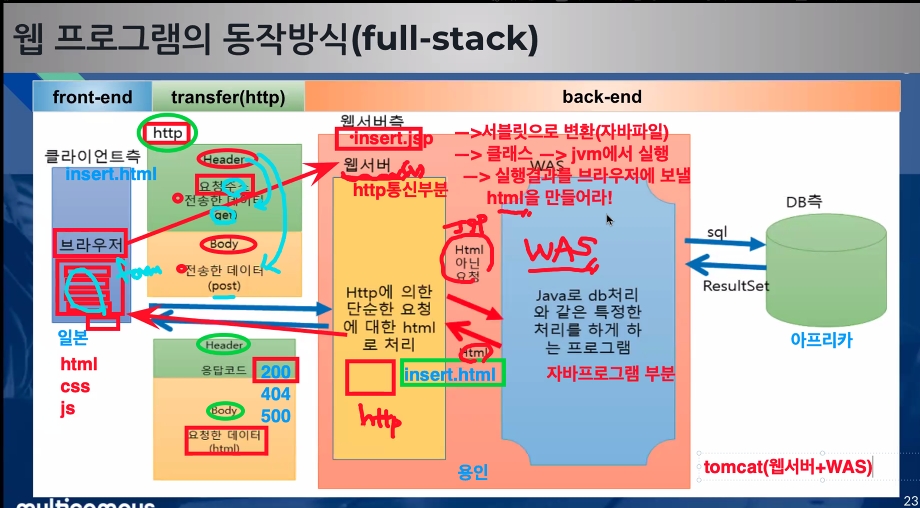 웹 프로그램의 동작방식(full-stack)
front-end
transfer(http)
back-end
http
클라이언트측
insert.html
브라우저
form
일본
html
css
js
Header
요청주소
전송한 데이터
get
Body
전송한 데이터
(post)
Header
응답코드
200
404
500
Body
요청한 데이터
(html)
웹서버측
insert.jsp
웹서버
http통신부분
Http에 의한
단순한 요청
에 대한 html
로 처리
http
—>서블릿으로 변환(자바파일)
—> 클래스 —> jvm에서 실행
—> 실행결과를 브라우저에 보낼
html을 만들어라!
WAS
JSP
Html
아닌
요청
WAS
Html
insert.html
Java로 db처리
와 같은 특정한
처리를 하게 하
는 프로그램
자바프로그램 부분
용인
sql
ResultSet
DB측
아프리카
tomcat(웹서버+WAS)
multicampus
23